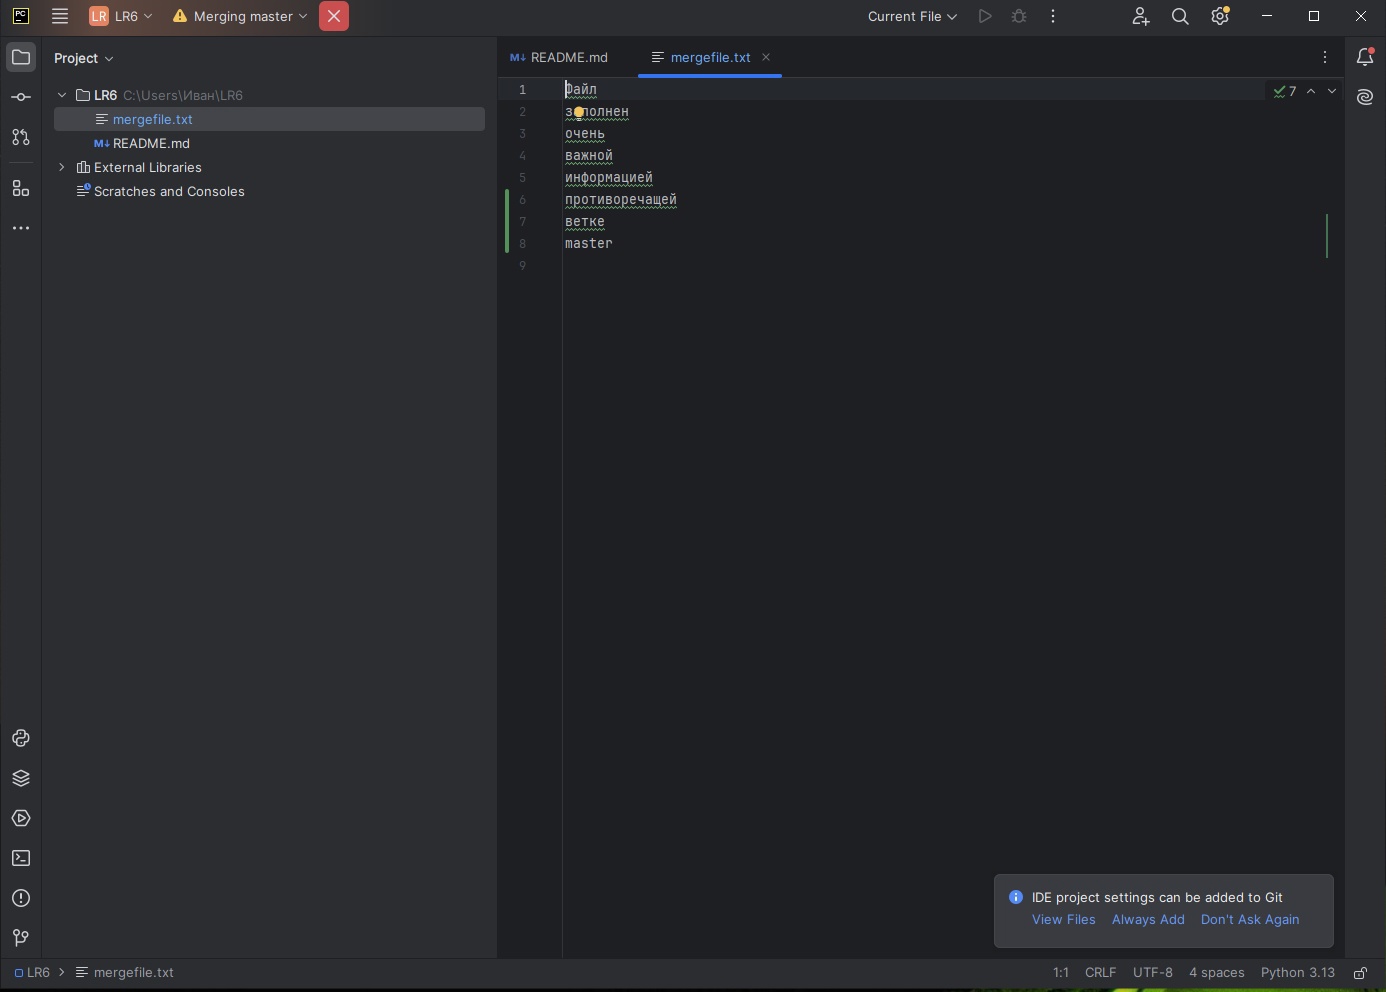 PC
LR LR6 Merging master Current File
Project
README.md mergefile.txt
LR6 C:\Users\Иван\LR6
mergefile.txt
README.md
External Libraries
Scratches and Consoles
1 Файл
2 заполнен
3 очень
4 важной
5 информацией
6 противоречащей
7 ветке
8 master
9
7
IDE project settings can be added to Git
View Files Always Add Don't Ask Again
LR6 mergefile.txt 1:1 CRLF UTF-8 4 spaces Python 3.13